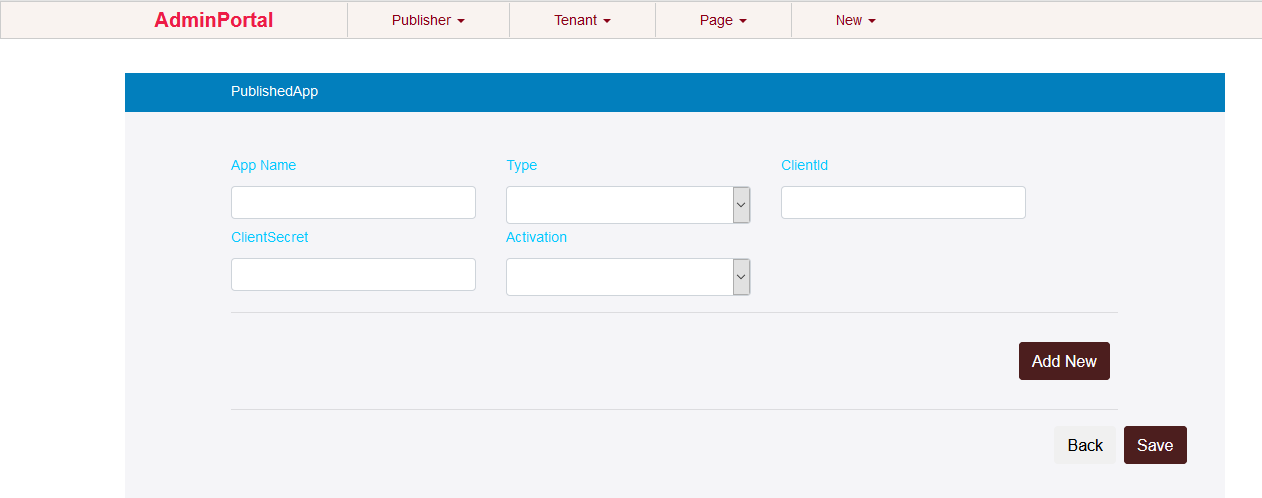 AdminPortal Publisher Tenant Page New
PublishedApp
App Name Type ClientId
ClientSecret Activation
Add New
Back Save